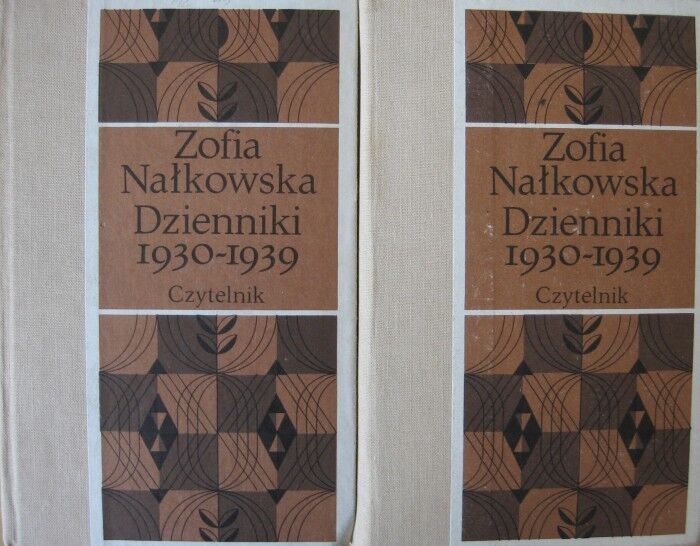 Zofia
Nałkowska
Dzienniki
1930-1939
Czytelnik
Zofia
Nałkowska
Dzienniki
1930-1939
Czytelnik